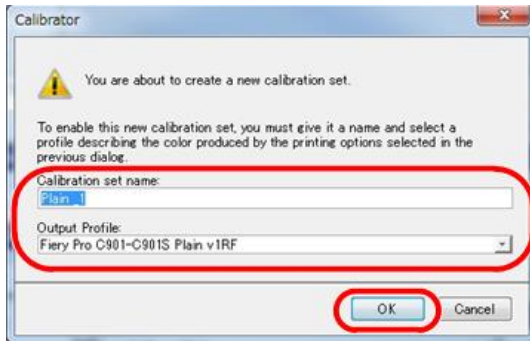 Calibrator
You are about to create a new calibration set.
To enable this new calibration set, you must give it a name and select a
profile describing the color produced by the printing options selected in the
previous dialog.
Calibration set name:
Plain _1
Output Profile:
Fiery Pro C901-C901S Plain v1RF
OK
Cancel